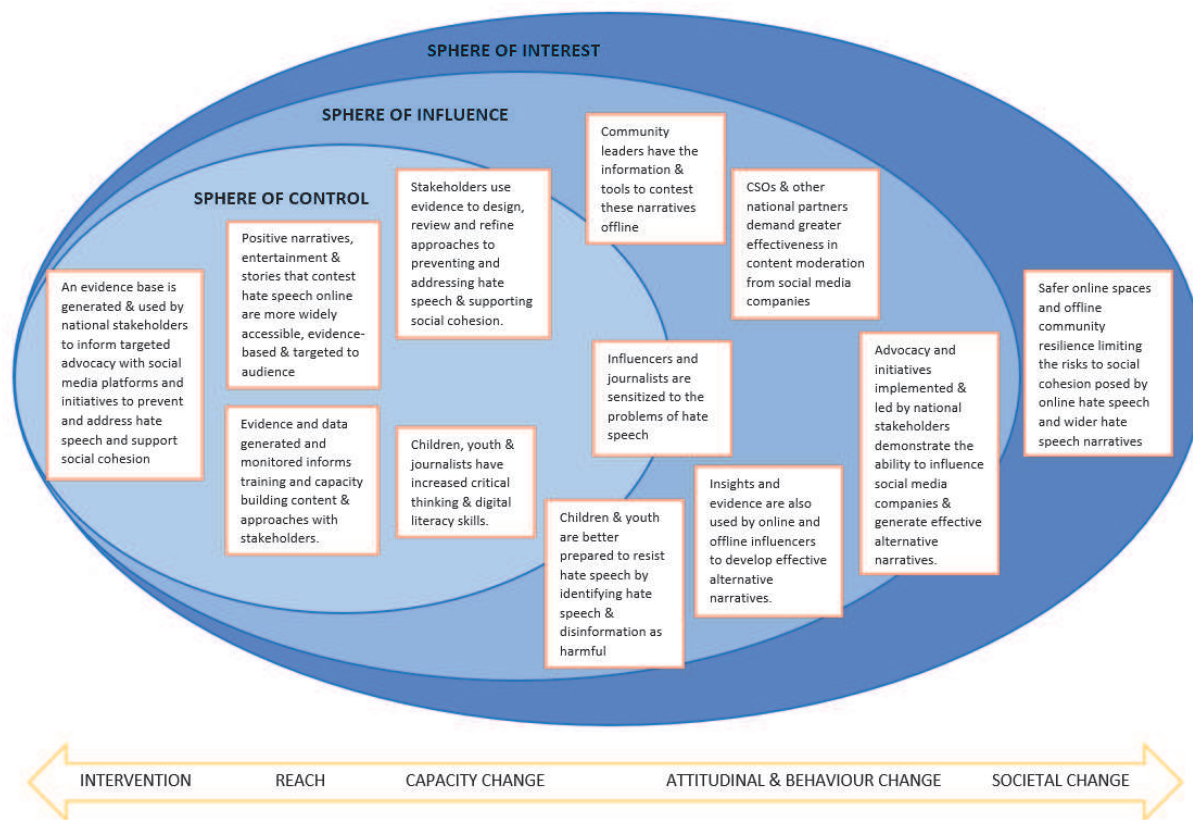 SPHERE OF INTEREST
SPHERE OF INFLUENCE
SPHERE OF CONTROL
An evidence base is
generated & used by
national stakeholders
to inform targeted
advocacy with social
media platforms and
initiatives to prevent
and address hate
speech and support
social cohesion
Positive narratives,
entertainment &
stories that contest
hate speech online
are more widely
accessible, evidence-
based & targeted to
audience
Evidence and data
generated and
monitored informs
training and capacity
building content &
approaches with
stakeholders.
Stakeholders use
evidence to design,
review and refine
approaches to
preventing and
addressing hate
speech & supporting
social cohesion.
Children, youth &
journalists have
increased critical
thinking & digital
literacy skills.
Community
leaders have the
information &
tools to contest
these narratives
offline
Influencers and
journalists are
sensitized to the
problems of hate
speech
Children & youth
are better
prepared to resist
hate speech by
identifying hate
speech &
disinformation as
harmful
CSOs & other
national partners
demand greater
effectiveness in
content moderation
from social media
companies
Insights and
evidence are also
used by online and
offline influencers
to develop effective
alternative
narratives.
Advocacy and
initiatives
implemented &
led by national
stakeholders
demonstrate the
ability to influence
social media
companies &
generate effective
alternative
narratives.
Safer online spaces
and offline
community
resilience limiting
the risks to social
cohesion posed by
online hate speech
and wider hate
speech narratives
INTERVENTION
REACH
CAPACITY CHANGE
ATTITUDINAL & BEHAVIOUR CHANGE
SOCIETAL CHANGE